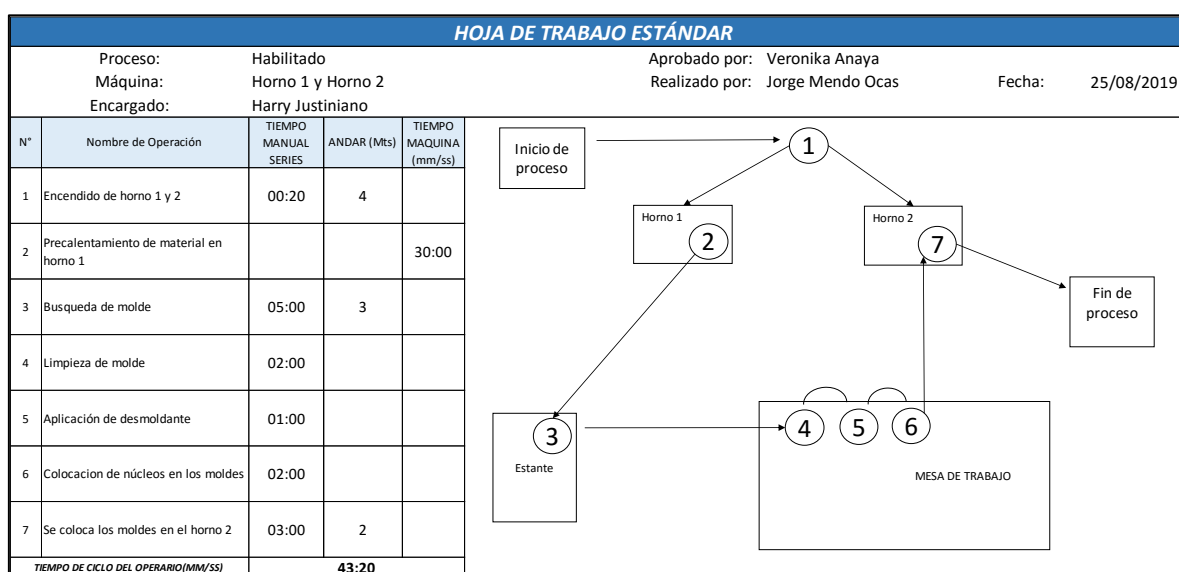 HOJA DE TRABAJO ESTÁNDAR
Proceso: Habilitado Aprobado por: Veronika Anaya
Máquina: Horno 1 y Horno 2 Realizado por: Jorge Mendo Ocas Fecha: 25/08/2019
Encargado: Harry Justiniano
N° Nombre de Operación TIEMPO MANUAL SERIES ANDAR (Mts) TIEMPO MAQUINA (mm/ss)
1 Encendido de horno 1 y 2 00:20 4
2 Precalentamiento de material en horno 1 30:00
3 Busqueda de molde 05:00 3
4 Limpieza de molde 02:00
5 Aplicación de desmoldante 01:00
6 Colocacion de núcleos en los moldes 02:00
7 Se coloca los moldes en el horno 2 03:00 2
TIEMPO DE CICLO DEL OPERARIO(MM/SS) 43:20
Inicio de
proceso
1
Horno 1
2
Horno 2
7
Fin de
proceso
3
Estante
4 5 6
MESA DE TRABAJO